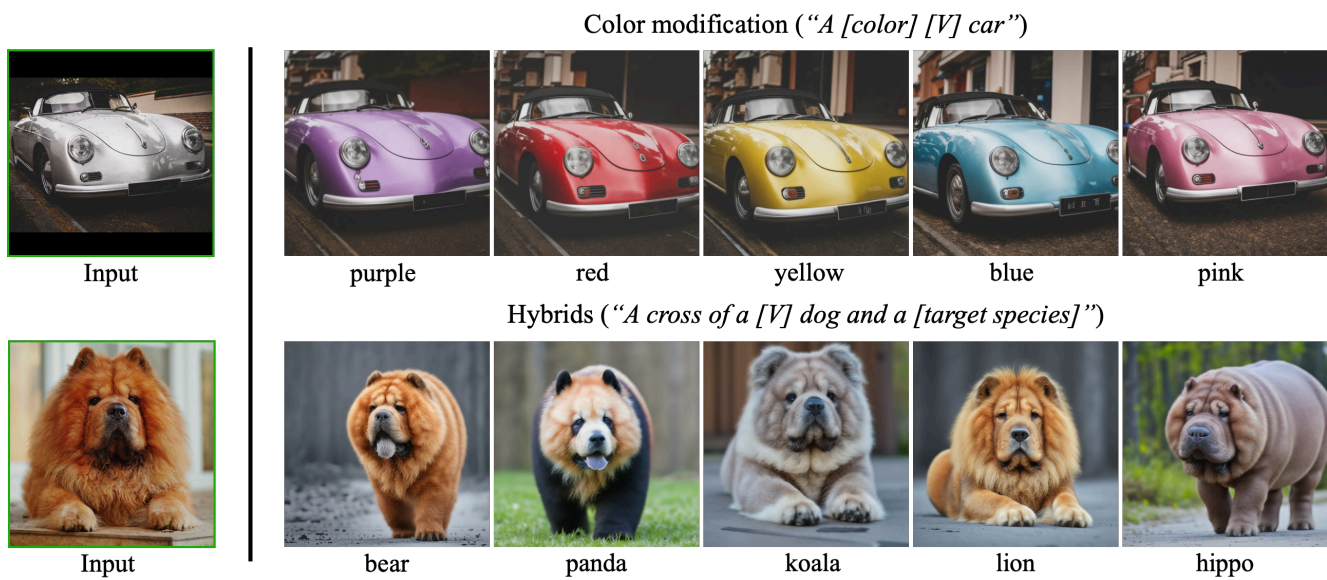 Color modification (“A [color] [V] car”)
Input
purple
red
yellow
blue
pink
Hybrids (“A cross of a [V] dog and a [target species]”)
Input
bear
panda
koala
lion
hippo